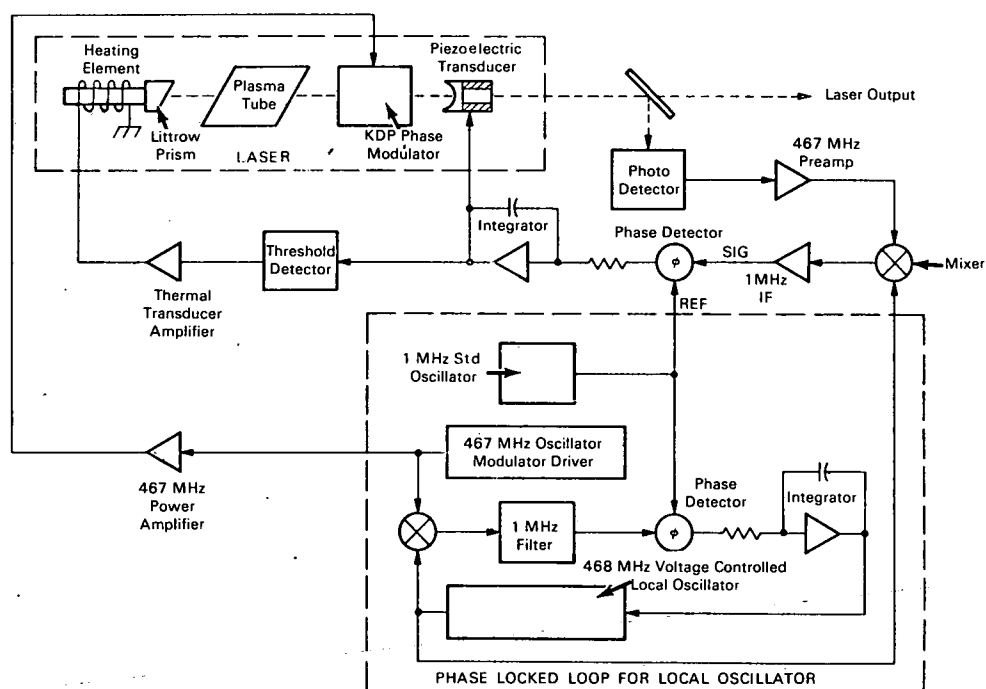 Heating
Element
Littrow
Prism
Plasma
Tube
KDP Phase
Modulator
Piezoelectric
Transducer
LASER
Laser Output
Photo
Detector
467 MHz
Preamp
Mixer
1 MHz
IF
SIG
Phase Detector
φ
REF
Integrator
Threshold
Detector
Thermal
Transducer
Amplifier
1 MHz Std
Oscillator
467 MHz Oscillator
Modulator Driver
467 MHz
Power
Amplifier
1 MHz
Filter
Phase
Detector
φ
Integrator
468 MHz Voltage Controlled
Local Oscillator
PHASE LOCKED LOOP FOR LOCAL OSCILLATOR